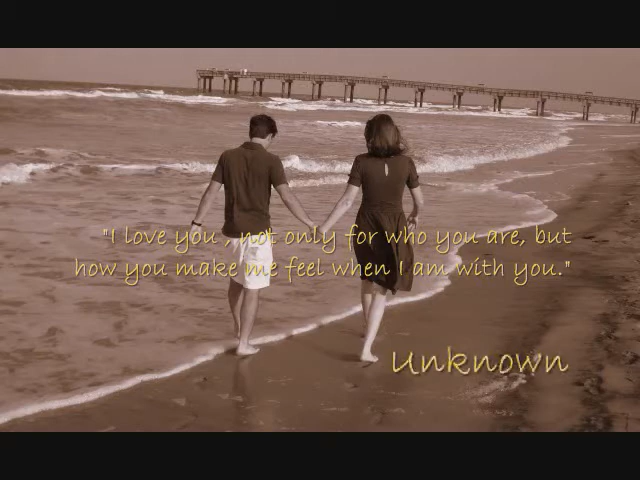 "I love you , not only for who you are, but
how you make me feel when I am with you."
Unknown